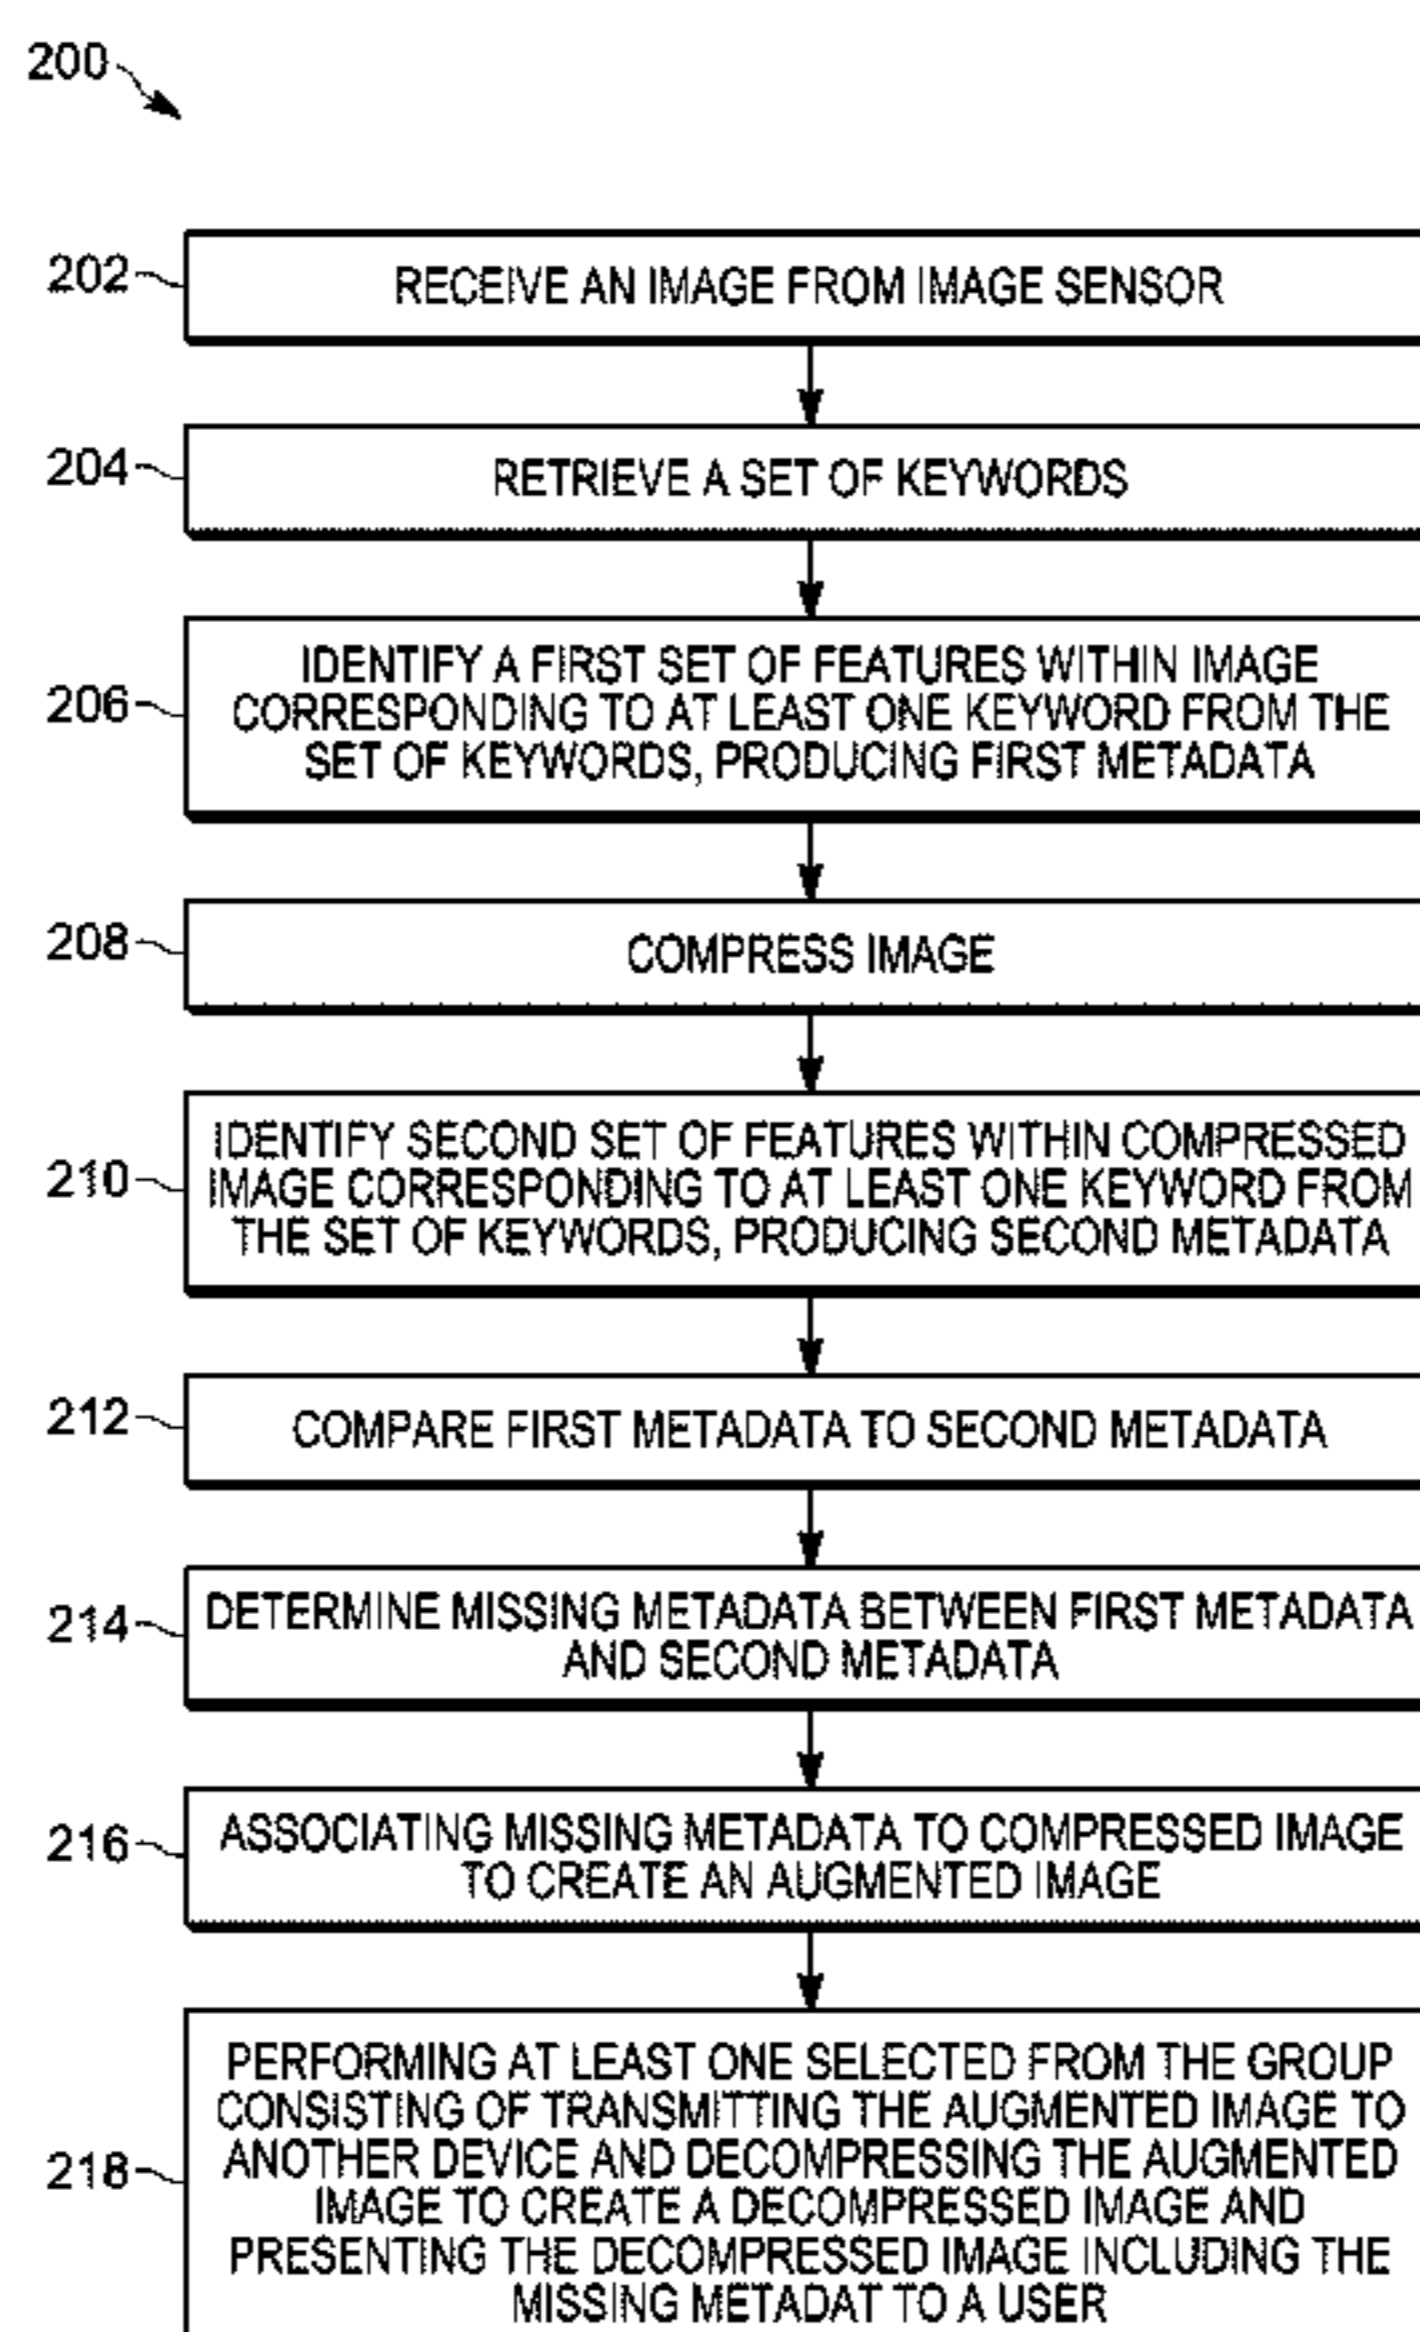 200
202
RECEIVE AN IMAGE FROM IMAGE SENSOR
204
RETRIEVE A SET OF KEYWORDS
206
IDENTIFY A FIRST SET OF FEATURES WITHIN IMAGE
CORRESPONDING TO AT LEAST ONE KEYWORD FROM THE
SET OF KEYWORDS, PRODUCING FIRST METADATA
208
COMPRESS IMAGE
210
IDENTIFY SECOND SET OF FEATURES WITHIN COMPRESSED
IMAGE CORRESPONDING TO AT LEAST ONE KEYWORD FROM
THE SET OF KEYWORDS, PRODUCING SECOND METADATA
212
COMPARE FIRST METADATA TO SECOND METADATA
214
DETERMINE MISSING METADATA BETWEEN FIRST METADATA
AND SECOND METADATA
216
ASSOCIATING MISSING METADATA TO COMPRESSED IMAGE
TO CREATE AN AUGMENTED IMAGE
218
PERFORMING AT LEAST ONE SELECTED FROM THE GROUP
CONSISTING OF TRANSMITTING THE AUGMENTED IMAGE TO
ANOTHER DEVICE AND DECOMPRESSING THE AUGMENTED
IMAGE TO CREATE A DECOMPRESSED IMAGE AND
PRESENTING THE DECOMPRESSED IMAGE INCLUDING THE
MISSING METADAT TO A USER